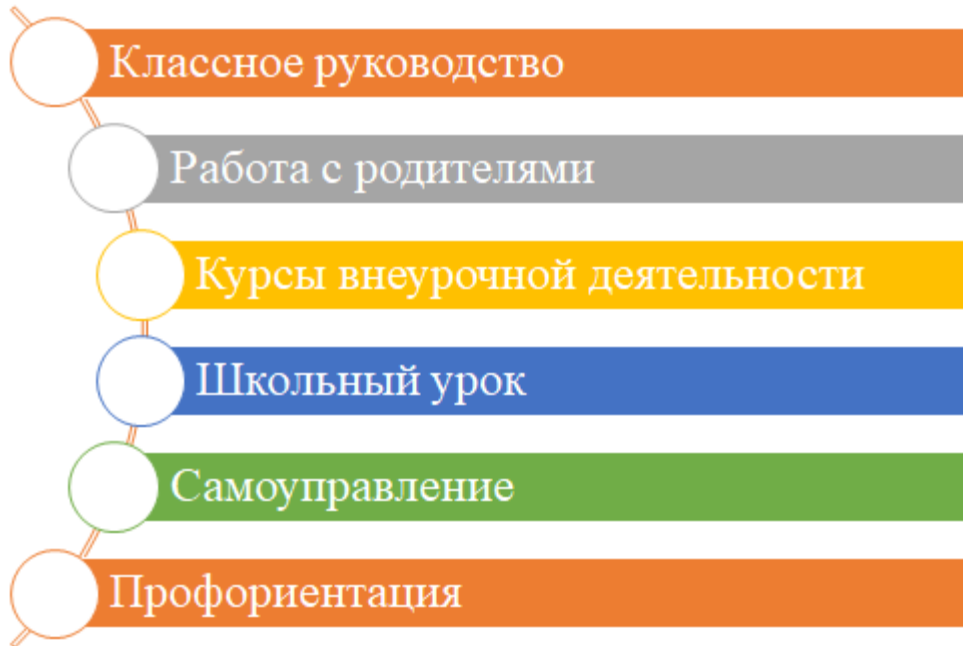 Классное руководство
Работа с родителями
Курсы внеурочной деятельности
Школьный урок
Самоуправление
Профориентация